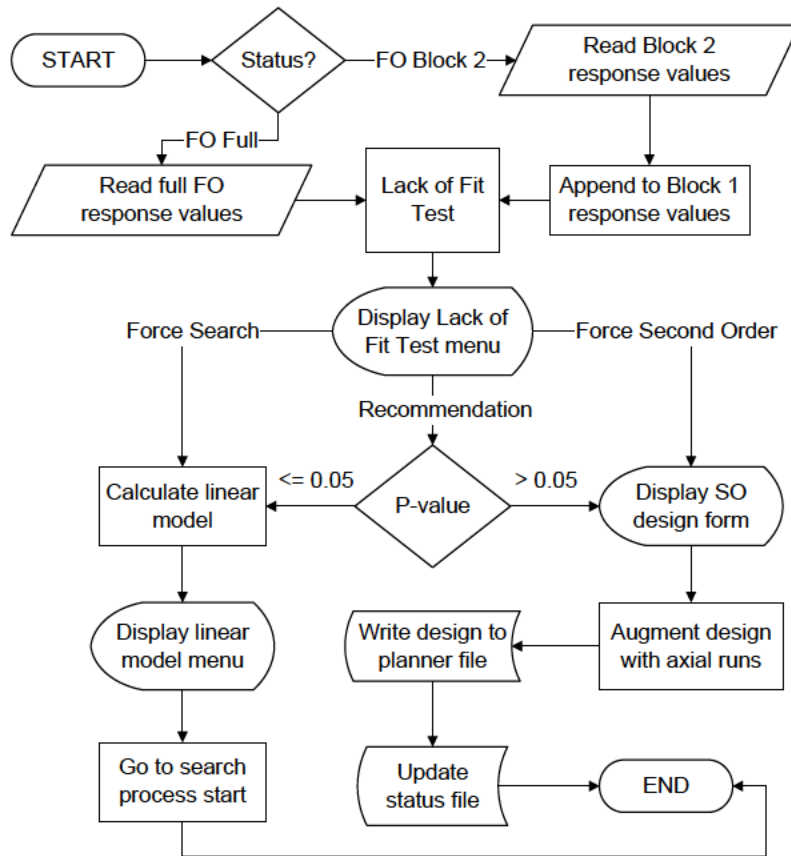 START
Status?
FO Block 2
Read Block 2
response values
FO Full
Read full FO
response values
Lack of Fit
Test
Append to Block 1
response values
Display Lack of
Fit Test menu
Force Search
Force Second Order
Recommendation
Calculate linear
model
<= 0.05
P-value
> 0.05
Display SO
design form
Display linear
model menu
Write design to
planner file
Augment design
with axial runs
Go to search
process start
Update
status file
END